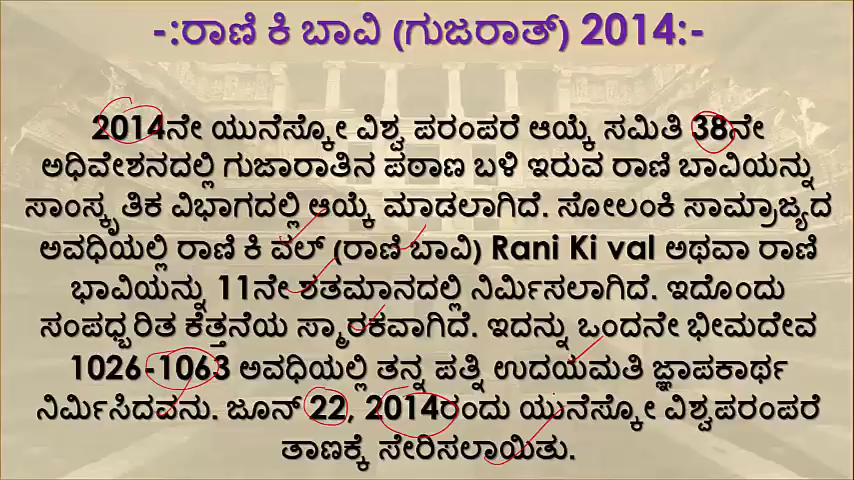 -:ರಾಣಿ ಕಿ ಬಾವಿ (ಗುಜರಾತ್) 2014:-
2014ನೇ ಯುನೆಸ್ಕೋ ವಿಶ್ವ ಪರಂಪರೆ ಆಯ್ಕೆ ಸಮಿತಿ 38ನೇ
ಅಧಿವೇಶನದಲ್ಲಿ ಗುಜಾರಾತಿನ ಪಠಾಣ ಬಳಿ ಇರುವ ರಾಣಿ ಬಾವಿಯನ್ನು
ಸಾಂಸ್ಕೃತಿಕ ವಿಭಾಗದಲ್ಲಿ ಆಯ್ಕೆ ಮಾಡಲಾಗಿದೆ. ಸೋಲಂಕಿ ಸಾಮ್ರಾಜ್ಯದ
ಅವಧಿಯಲ್ಲಿ ರಾಣಿ ಕಿ ವಲ್ (ರಾಣಿ ಬಾವಿ) Rani Ki val ಅಥವಾ ರಾಣಿ
ಭಾವಿಯನ್ನು 11ನೇ ಶತಮಾನದಲ್ಲಿ ನಿರ್ಮಿಸಲಾಗಿದೆ. ಇದೊಂದು
ಸಂಪಧ್ಬರಿತ ಕೆತ್ತನೆಯ ಸ್ಮಾರಕವಾಗಿದೆ. ಇದನ್ನು ಒಂದನೇ ಭೀಮದೇವ
1026-1063 ಅವಧಿಯಲ್ಲಿ ತನ್ನ ಪತ್ನಿ ಉದಯಮತಿ ಜ್ಞಾಪಕಾರ್ಥ
ನಿರ್ಮಿಸಿದವನು. ಜೂನ್ 22, 2014ರಂದು ಯುನೆಸ್ಕೋ ವಿಶ್ವಪರಂಪರೆ
ತಾಣಕ್ಕೆ ಸೇರಿಸಲಾಯಿತು.